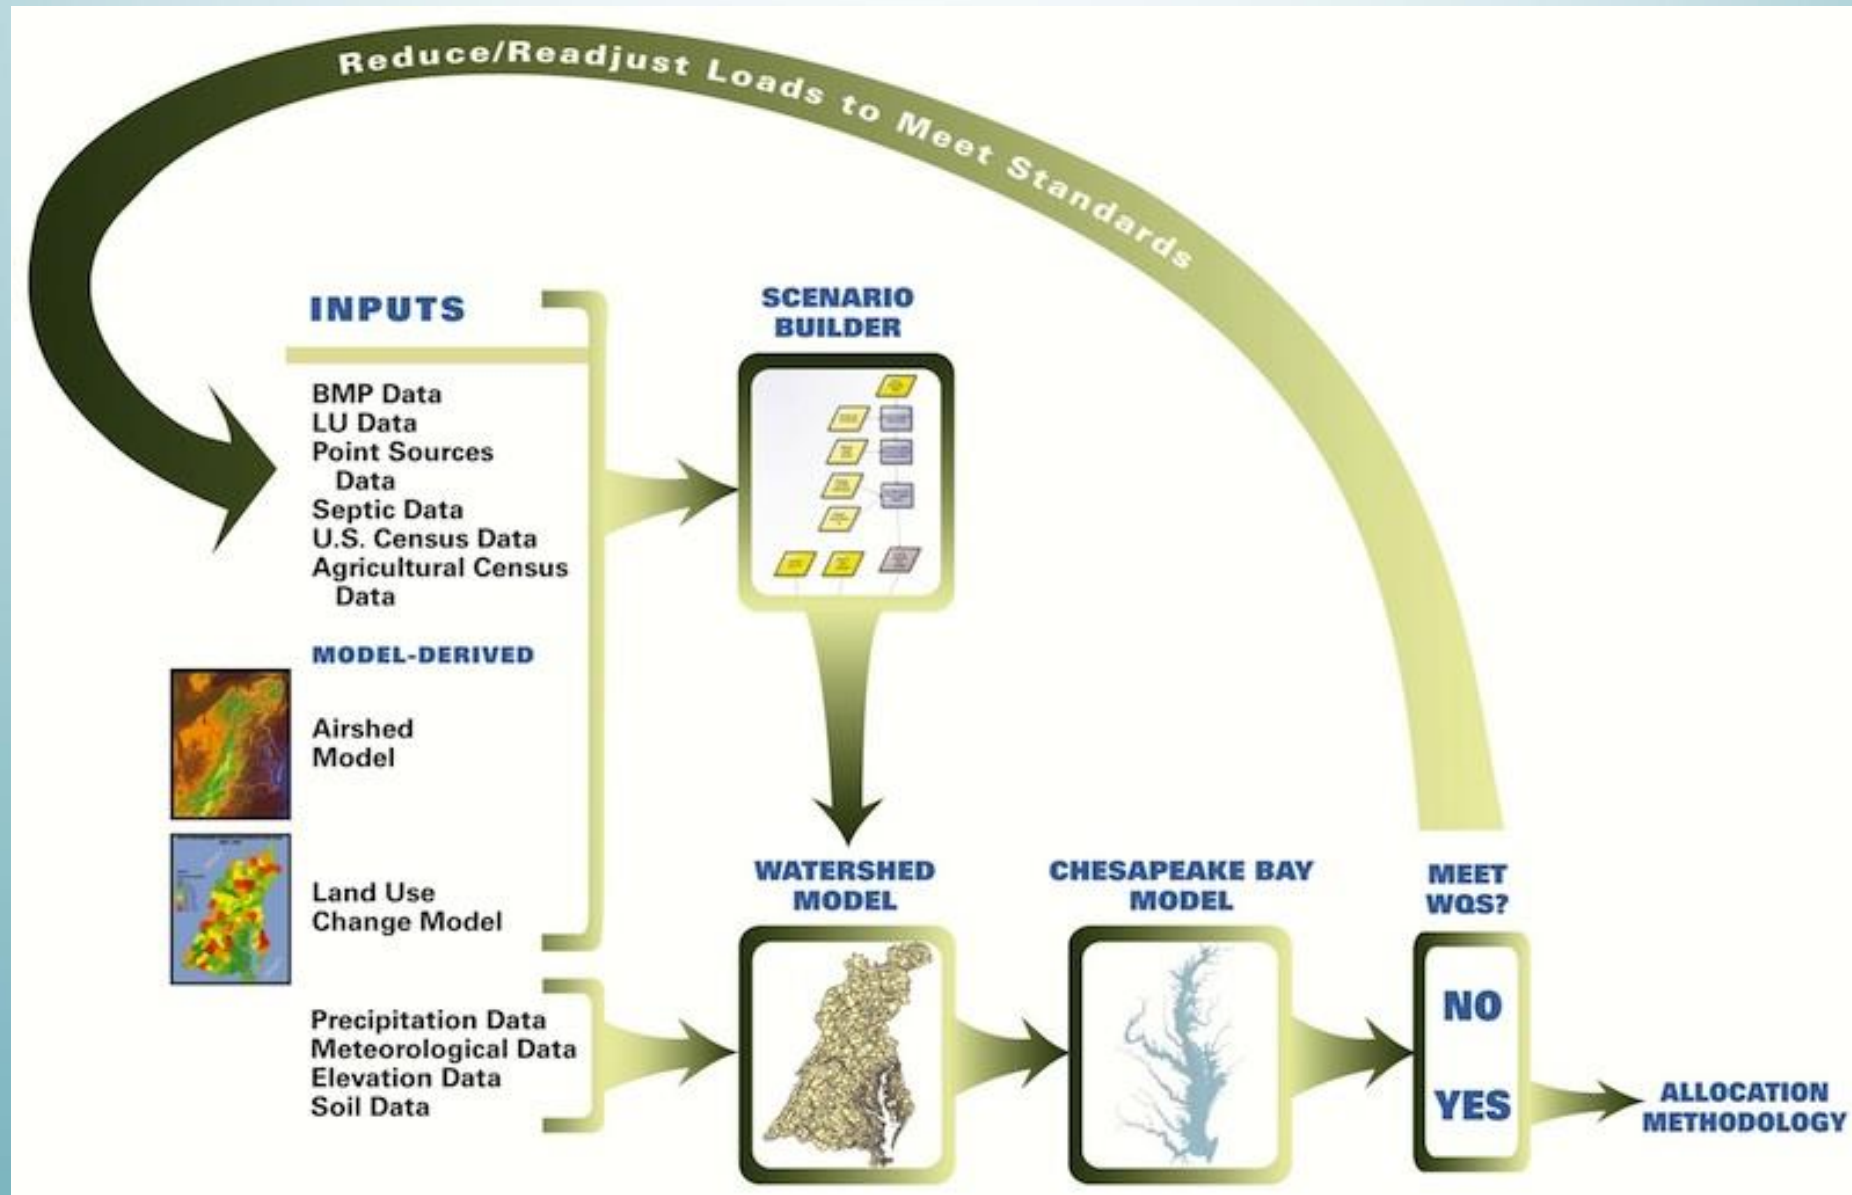 Reduce/Readjust Loads to Meet Standards
INPUTS
BMP Data
LU Data
Point Sources
Data
Septic Data
U.S. Census Data
Agricultural Census
Data
MODEL-DERIVED
Airshed
Model
Land Use
Change Model
Precipitation Data
Meteorological Data
Elevation Data
Soil Data
SCENARIO
BUILDER
WATERSHED
MODEL
CHESAPEAKE BAY
MODEL
MEET
WQS?
NO
YES
ALLOCATION
METHODOLOGY